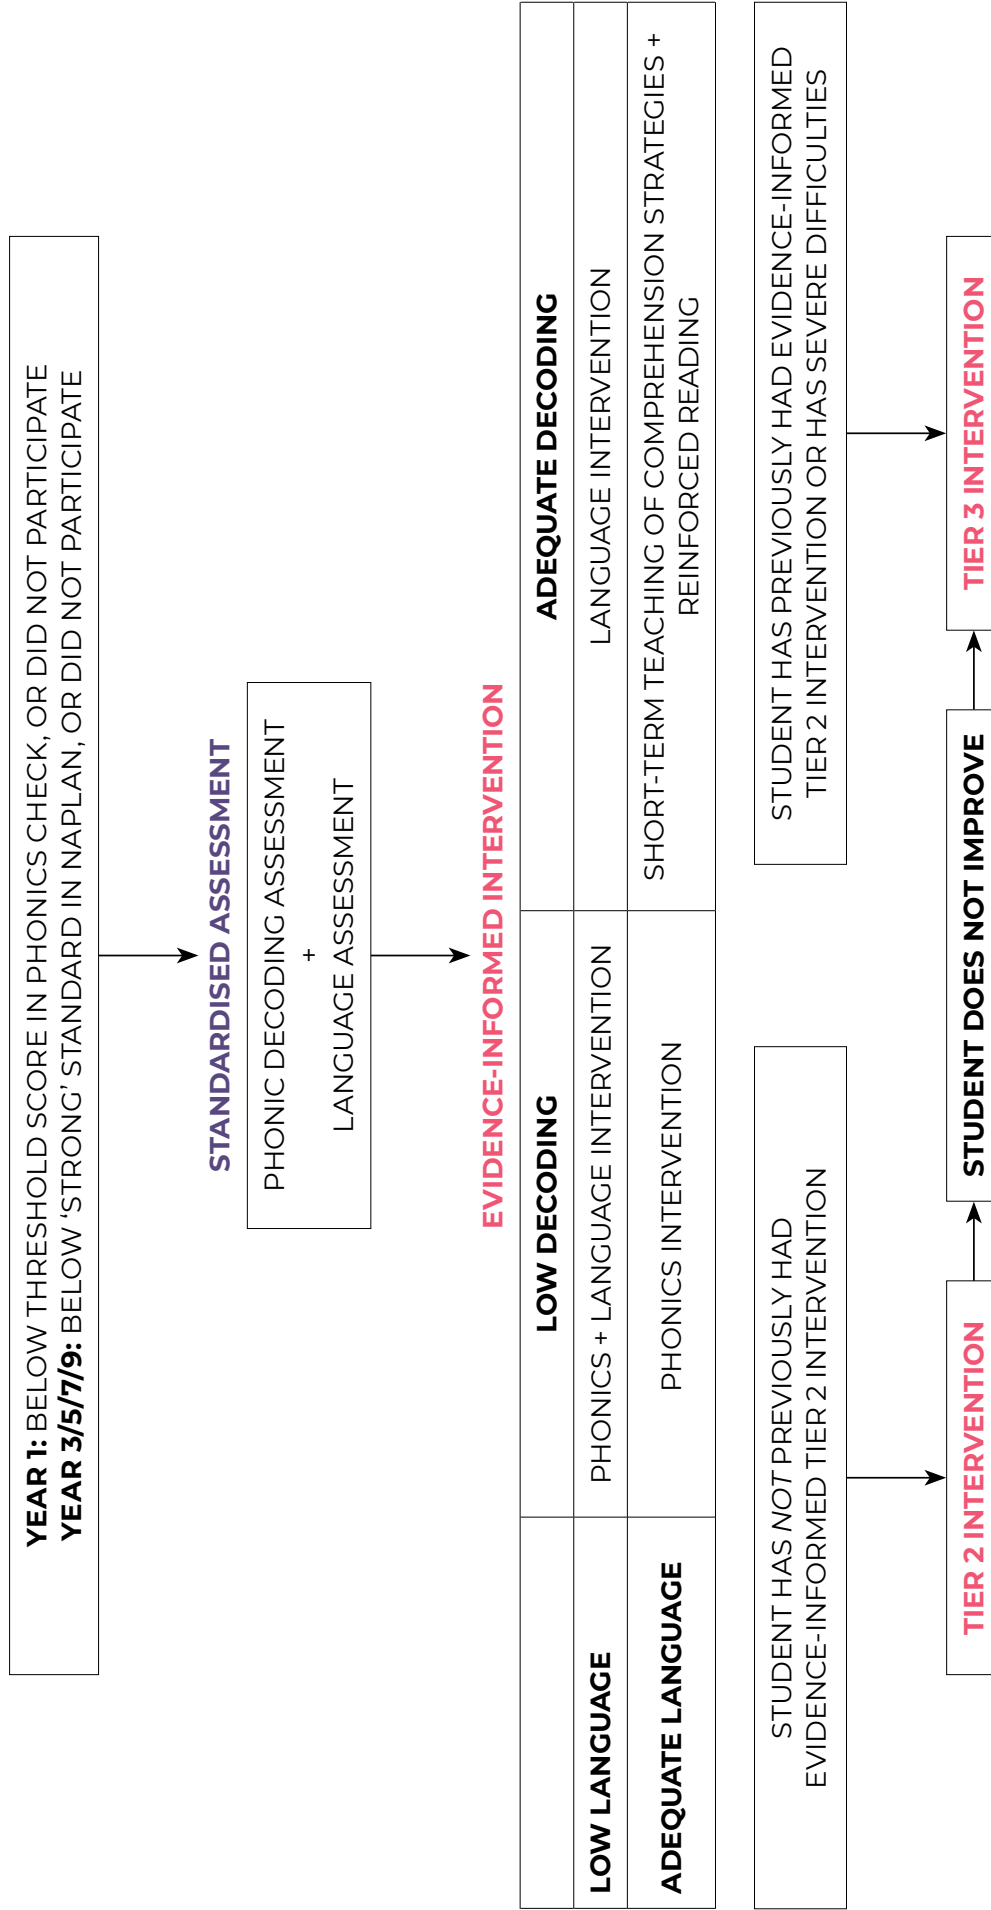 YEAR 1: BELOW THRESHOLD SCORE IN PHONICS CHECK, OR DID NOT PARTICIPATE
YEAR 3/5/7/9: BELOW ‘STRONG’ STANDARD IN NAPLAN, OR DID NOT PARTICIPATE
STANDARDISED ASSESSMENT
PHONIC DECODING ASSESSMENT
+
LANGUAGE ASSESSMENT
EVIDENCE-INFORMED INTERVENTION
LOW DECODING
ADEQUATE DECODING
LOW LANGUAGE
PHONICS + LANGUAGE INTERVENTION
LANGUAGE INTERVENTION
ADEQUATE LANGUAGE
PHONICS INTERVENTION
SHORT-TERM TEACHING OF COMPREHENSION STRATEGIES +
REINFORCED READING
STUDENT HAS NOT PREVIOUSLY HAD
EVIDENCE-INFORMED TIER 2 INTERVENTION
STUDENT HAS PREVIOUSLY HAD EVIDENCE-INFORMED
TIER 2 INTERVENTION OR HAS SEVERE DIFFICULTIES
TIER 2 INTERVENTION
STUDENT DOES NOT IMPROVE
TIER 3 INTERVENTION